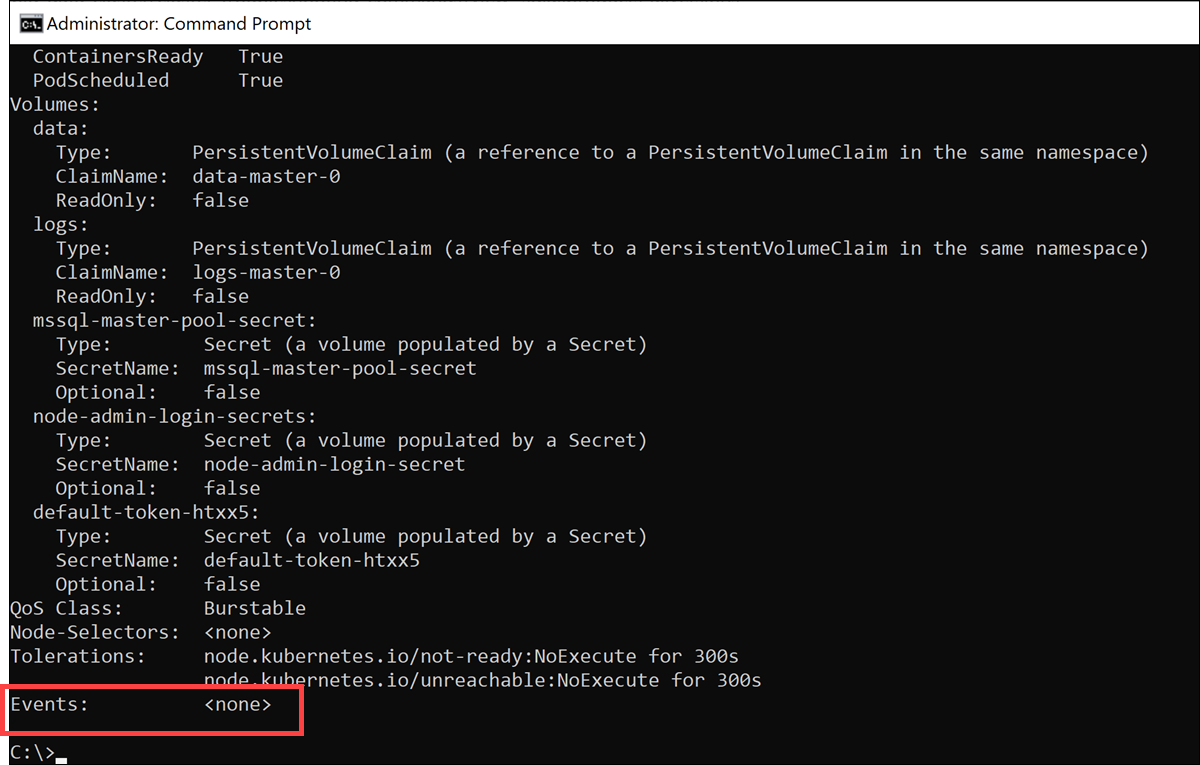 Administrator: Command Prompt
ContainersReady True
PodScheduled True
Volumes:
data:
Type: PersistentVolumeClaim (a reference to a PersistentVolumeClaim in the same namespace)
ClaimName: data-master-0
ReadOnly: false
logs:
Type: PersistentVolumeClaim (a reference to a PersistentVolumeClaim in the same namespace)
ClaimName: logs-master-0
ReadOnly: false
mssql-master-pool-secret:
Type: Secret (a volume populated by a Secret)
SecretName: mssql-master-pool-secret
Optional: false
node-admin-login-secrets:
Type: Secret (a volume populated by a Secret)
SecretName: node-admin-login-secret
Optional: false
default-token-htxx5:
Type: Secret (a volume populated by a Secret)
SecretName: default-token-htxx5
Optional: false
QoS Class: Burstable
Node-Selectors: <none>
Tolerations: node.kubernetes.io/not-ready:NoExecute for 300s
node.kubernetes.io/unreachable:NoExecute for 300s
Events: <none>
C:\>_